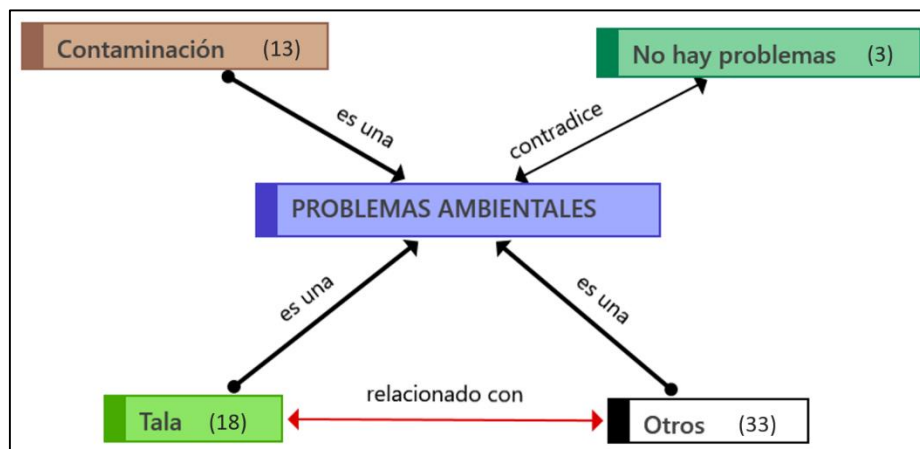 Contaminación (13)
No hay problemas (3)
es una
contradice
PROBLEMAS AMBIENTALES
es una
es una
relacionado con
Tala (18)
Otros (33)